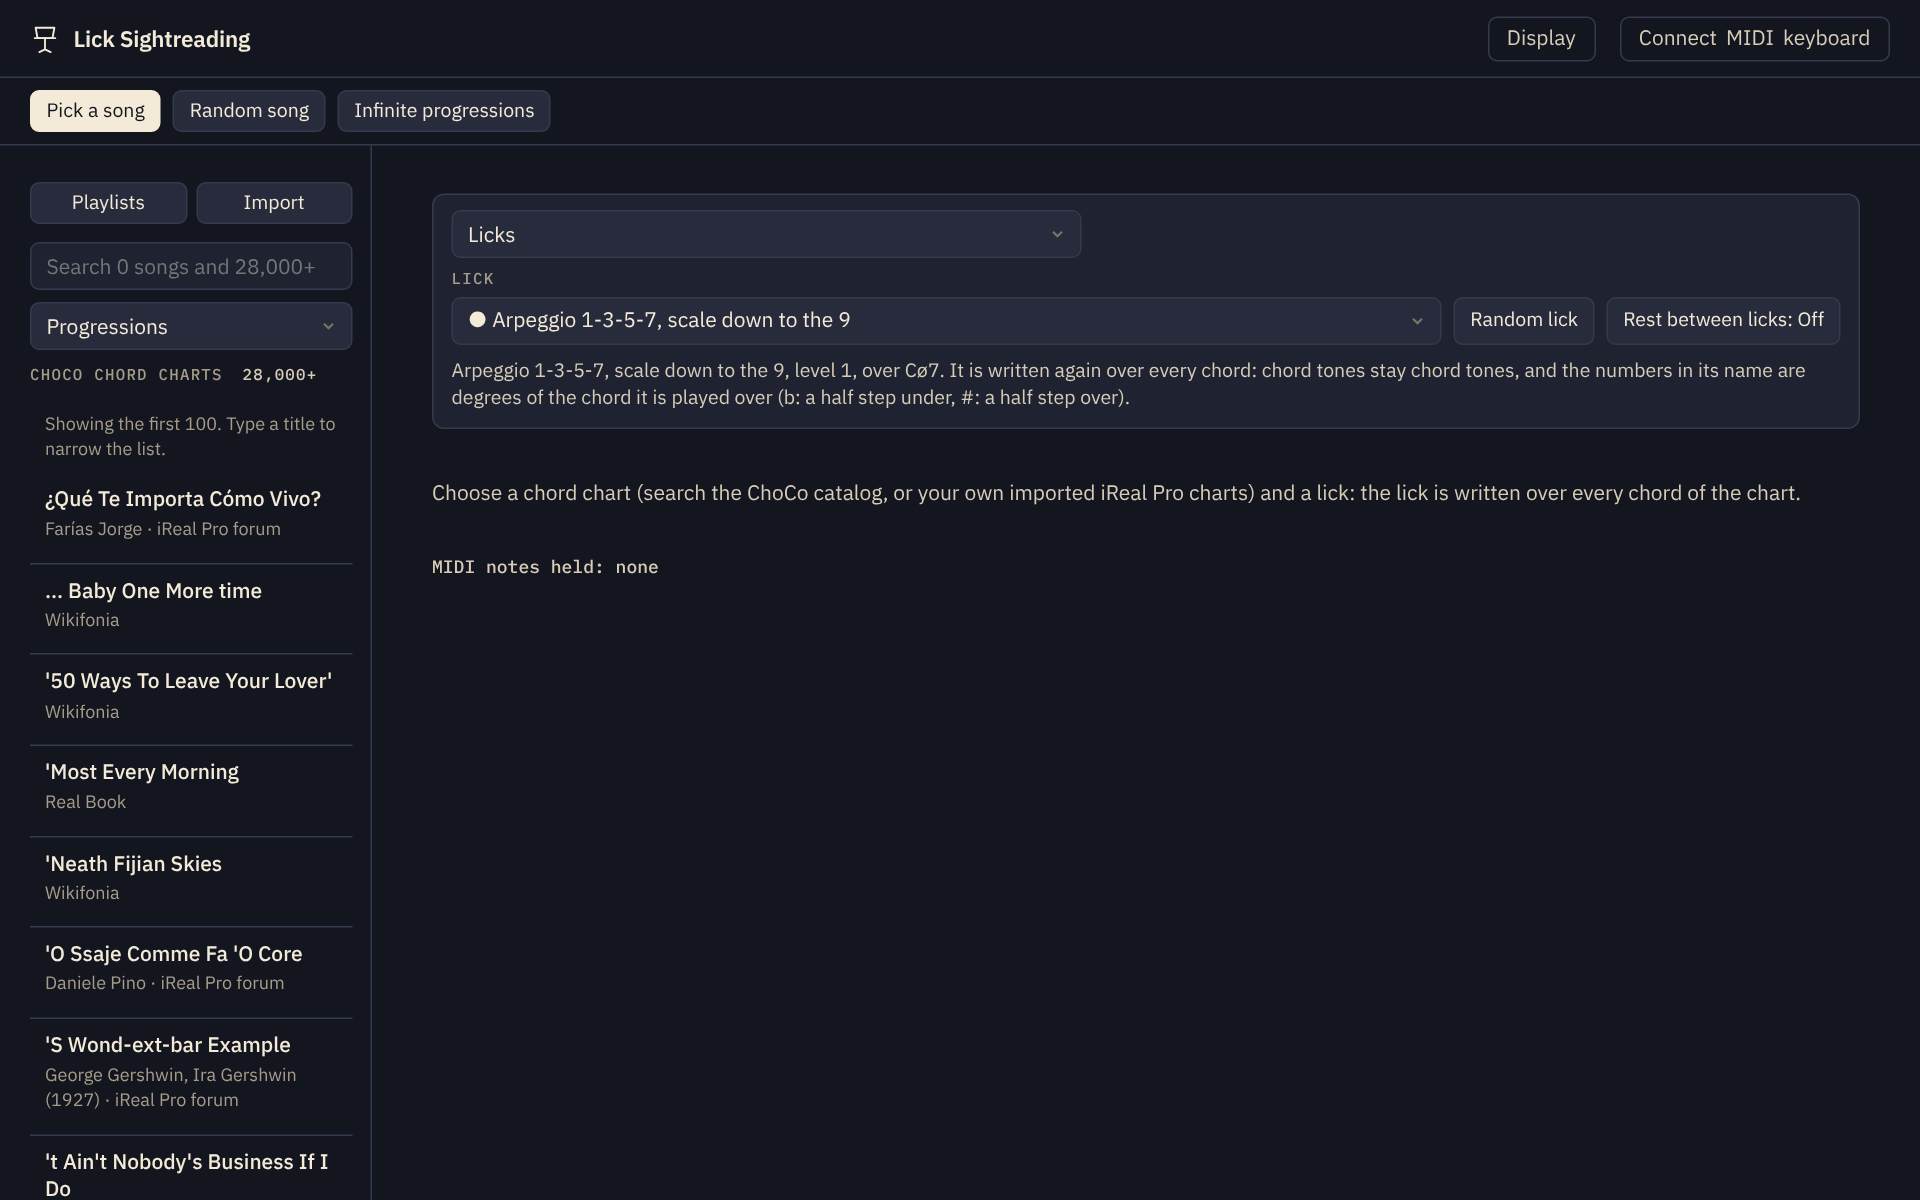 Lick Sightreading
Display
Connect MIDI keyboard
Pick a song
Random song
Infinite progressions
Playlists
Import
Search 0 songs and 28,000+
Progressions
CHOCO CHORD CHARTS 28,000+
Showing the first 100. Type a title to
narrow the list.
¿Qué Te Importa Cómo Vivo?
Farías Jorge · iReal Pro forum
... Baby One More time
Wikifonia
'50 Ways To Leave Your Lover'
Wikifonia
'Most Every Morning
Real Book
'Neath Fijian Skies
Wikifonia
'O Ssaje Comme Fa 'O Core
Daniele Pino · iReal Pro forum
'S Wond-ext-bar Example
George Gershwin, Ira Gershwin
(1927) · iReal Pro forum
't Ain't Nobody's Business If I
Do
Licks
LICK
Arpeggio 1-3-5-7, scale down to the 9
Random lick
Rest between licks: Off
Arpeggio 1-3-5-7, scale down to the 9, level 1, over Cø7. It is written again over every chord: chord tones stay chord tones, and the numbers in its name are
degrees of the chord it is played over (b: a half step under, #: a half step over).
Choose a chord chart (search the ChoCo catalog, or your own imported iReal Pro charts) and a lick: the lick is written over every chord of the chart.
MIDI notes held: none